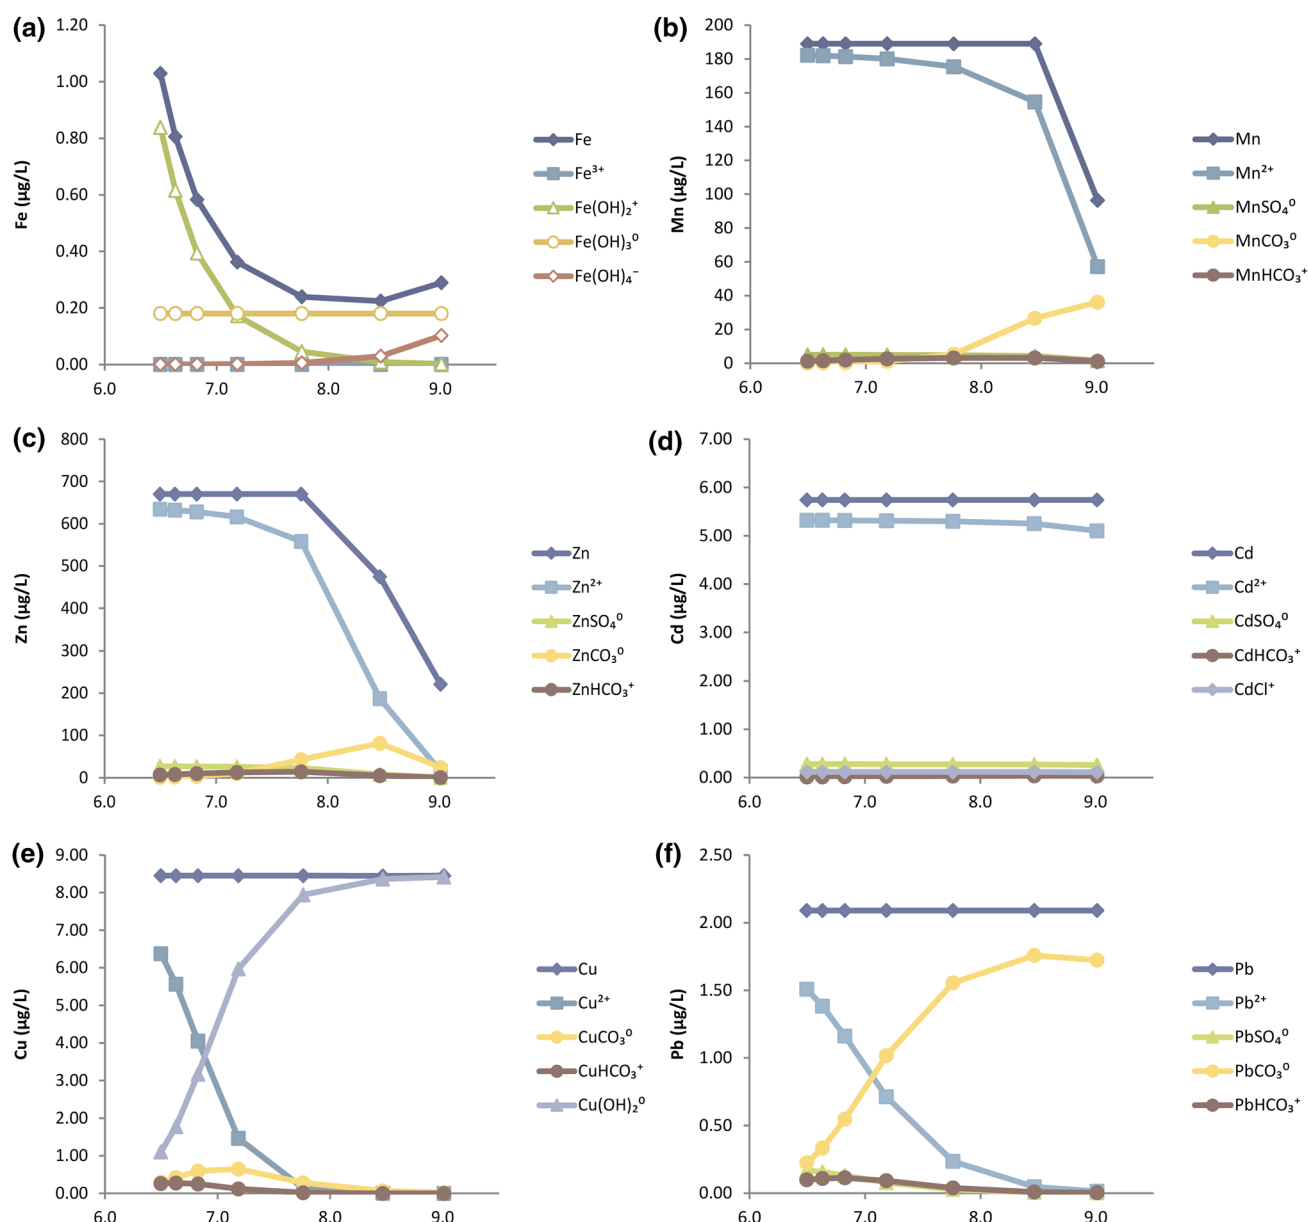 (a)
1.20
1.00
0.80
0.60
0.40
0.20
0.00
6.0 7.0 8.0 9.0
Fe (µg/L)
Fe
Fe³⁺
Fe(OH)₂⁺
Fe(OH)₃⁰
Fe(OH)₄⁻
(b)
200
180
160
140
120
100
80
60
40
20
0
6.0 7.0 8.0 9.0
Mn (µg/L)
Mn
Mn²⁺
MnSO₄⁰
MnCO₃⁰
MnHCO₃⁺
(c)
800
700
600
500
400
300
200
100
0
6.0 7.0 8.0 9.0
Zn (µg/L)
Zn
Zn²⁺
ZnSO₄⁰
ZnCO₃⁰
ZnHCO₃⁺
(d)
7.00
6.00
5.00
4.00
3.00
2.00
1.00
0.00
6.0 7.0 8.0 9.0
Cd (µg/L)
Cd
Cd²⁺
CdSO₄⁰
CdHCO₃⁺
CdCl⁺
(e)
9.00
8.00
7.00
6.00
5.00
4.00
3.00
2.00
1.00
0.00
6.0 7.0 8.0 9.0
Cu (µg/L)
Cu
Cu²⁺
CuCO₃⁰
CuHCO₃⁺
Cu(OH)₂⁰
(f)
2.50
2.00
1.50
1.00
0.50
0.00
6.0 7.0 8.0 9.0
Pb (µg/L)
Pb
Pb²⁺
PbSO₄⁰
PbCO₃⁰
PbHCO₃⁺